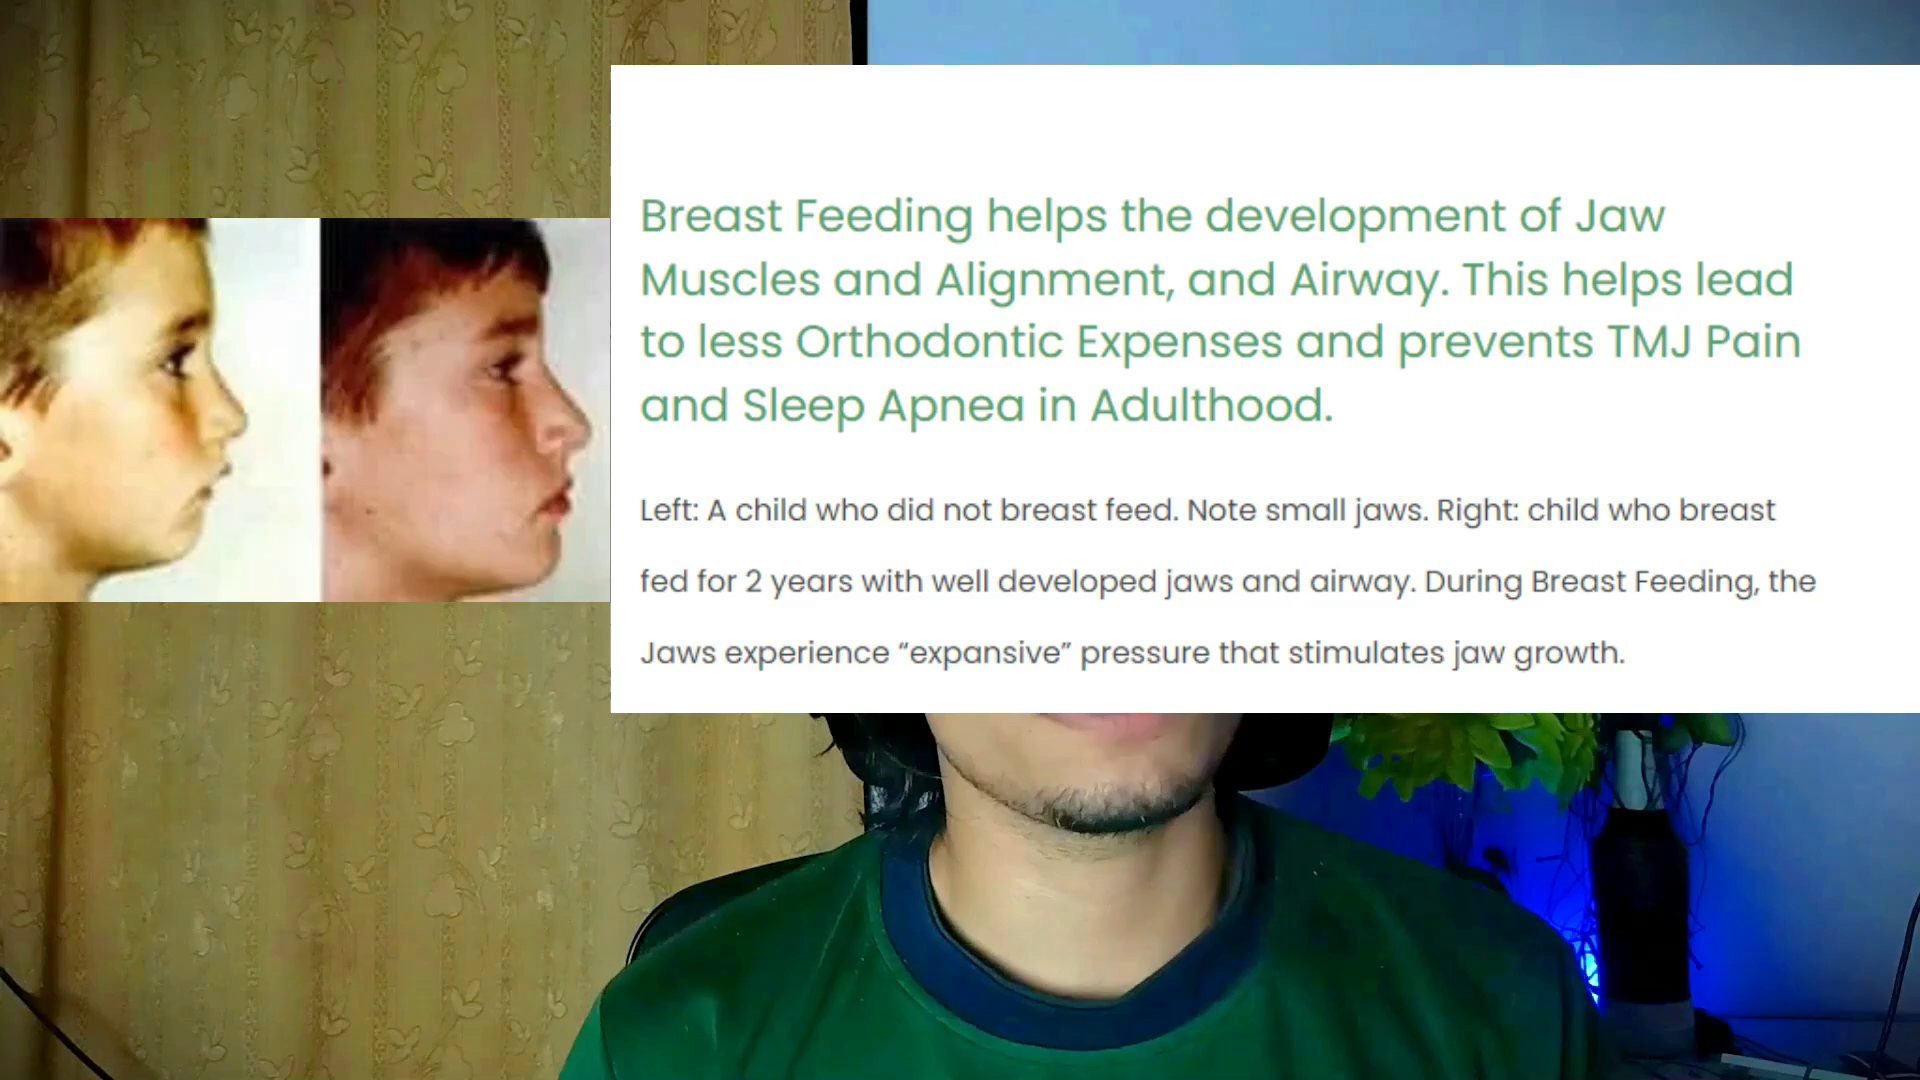 Breast Feeding helps the development of Jaw
Muscles and Alignment, and Airway. This helps lead
to less Orthodontic Expenses and prevents TMJ Pain
and Sleep Apnea in Adulthood.
Left: A child who did not breast feed. Note small jaws. Right: child who breast
fed for 2 years with well developed jaws and airway. During Breast Feeding, the
Jaws experience “expansive” pressure that stimulates jaw growth.